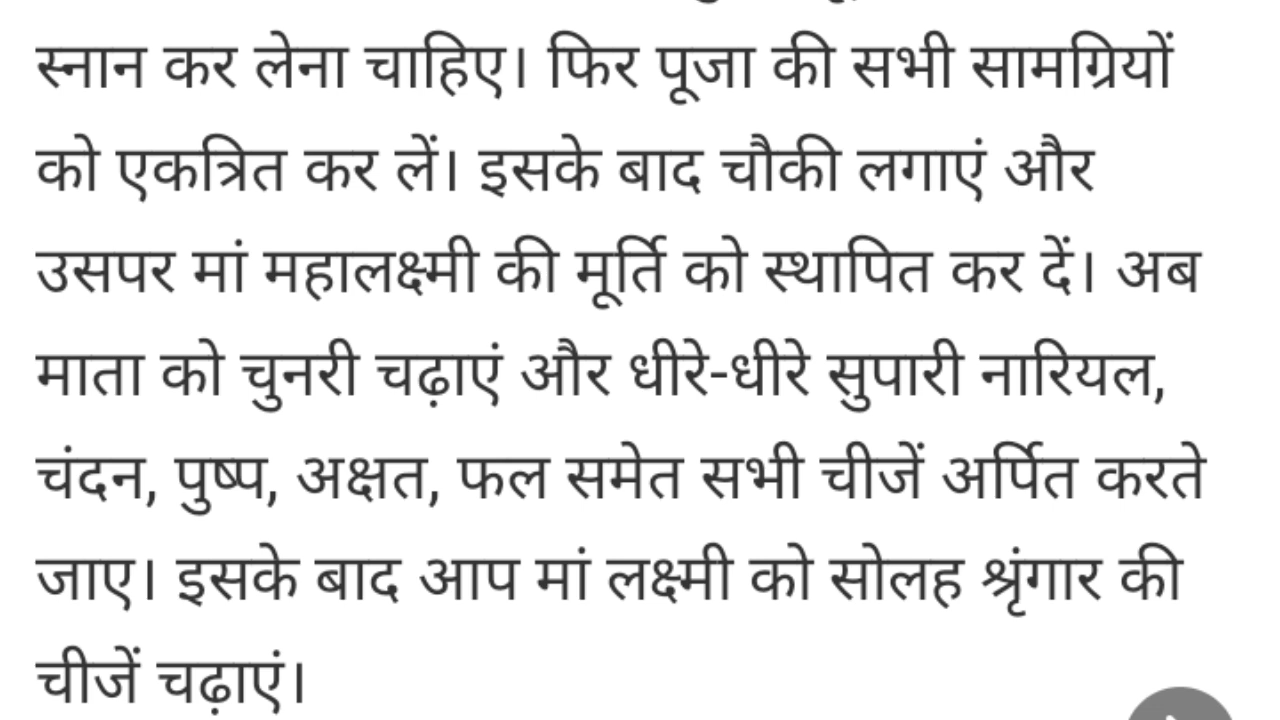 स्नान कर लेना चाहिए। फिर पूजा की सभी सामग्रियों
को एकत्रित कर लें। इसके बाद चौकी लगाएं और
उसपर मां महालक्ष्मी की मूर्ति को स्थापित कर दें। अब
माता को चुनरी चढ़ाएं और धीरे-धीरे सुपारी नारियल,
चंदन, पुष्प, अक्षत, फल समेत सभी चीजें अर्पित करते
जाए। इसके बाद आप मां लक्ष्मी को सोलह श्रृंगार की
चीजें चढ़ाएं।